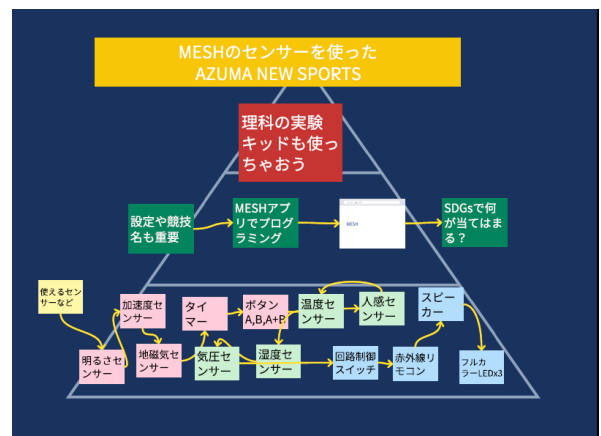 MESHのセンサーを使った
AZUMA NEW SPORTS
理科の実験
キッドも使っ
ちゃおう
設定や競技
名も重要
MESHアプ
リでプログ
ラミング
MESH
SDGsで何
が当てはま
る？
使えるセン
サーなど
加速度セ
ンサー
タイ
マー
ボタン
A,B,A+B
温度セ
ンサー
人感セ
ンサー
スピー
カー
明るさセ
ンサー
地磁気セ
ンサー
気圧セ
ンサー
湿度セ
ンサー
回路制御
スイッチ
赤外線リ
モコン
フルカ
ラーLEDx3